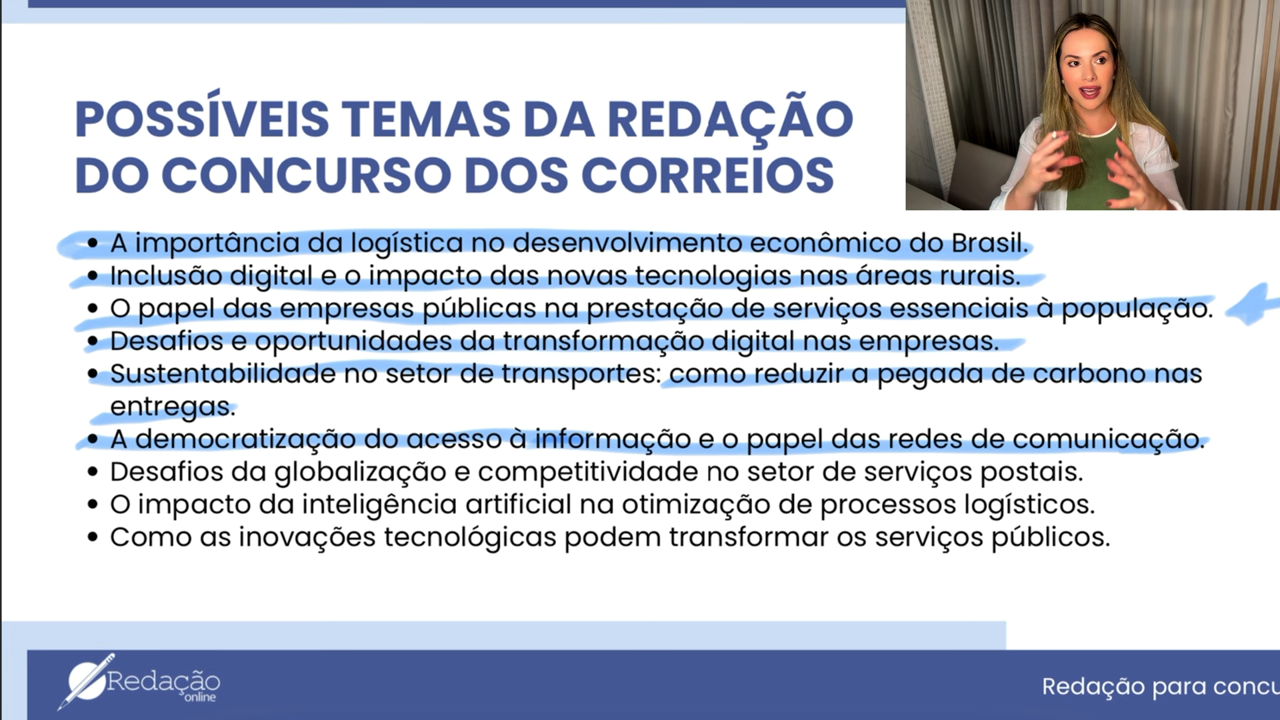 POSSÍVEIS TEMAS DA REDAÇÃO
DO CONCURSO DOS CORREIOS
• A importância da logística no desenvolvimento econômico do Brasil.
• Inclusão digital e o impacto das novas tecnologias nas áreas rurais.
• O papel das empresas públicas na prestação de serviços essenciais à população.
• Desafios e oportunidades da transformação digital nas empresas.
• Sustentabilidade no setor de transportes: como reduzir a pegada de carbono nas
entregas.
• A democratização do acesso à informação e o papel das redes de comunicação.
• Desafios da globalização e competitividade no setor de serviços postais.
• O impacto da inteligência artificial na otimização de processos logísticos.
• Como as inovações tecnológicas podem transformar os serviços públicos.
Redação
online
Redação para concu